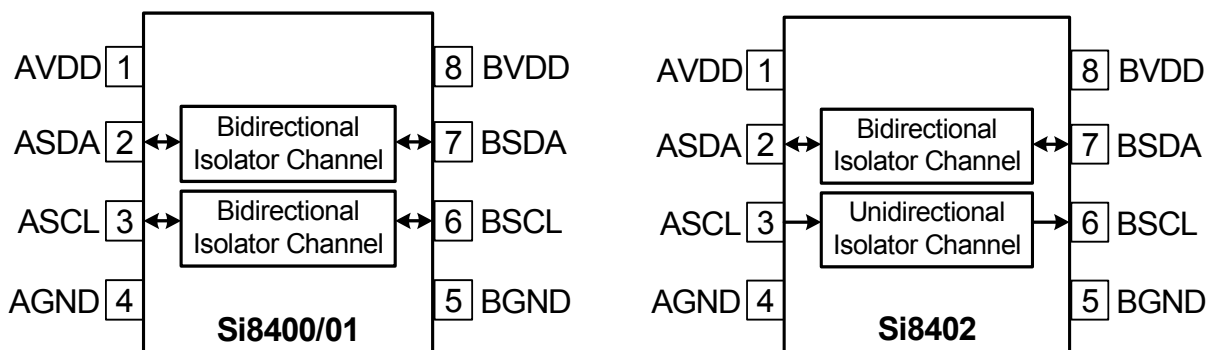 AVDD 1
8 BVDD
ASDA 2
Bidirectional
Isolator Channel
7 BSDA
ASCL 3
Bidirectional
Isolator Channel
6 BSCL
AGND 4
5 BGND
Si8400/01
AVDD 1
8 BVDD
ASDA 2
Bidirectional
Isolator Channel
7 BSDA
ASCL 3
Unidirectional
Isolator Channel
6 BSCL
AGND 4
5 BGND
Si8402